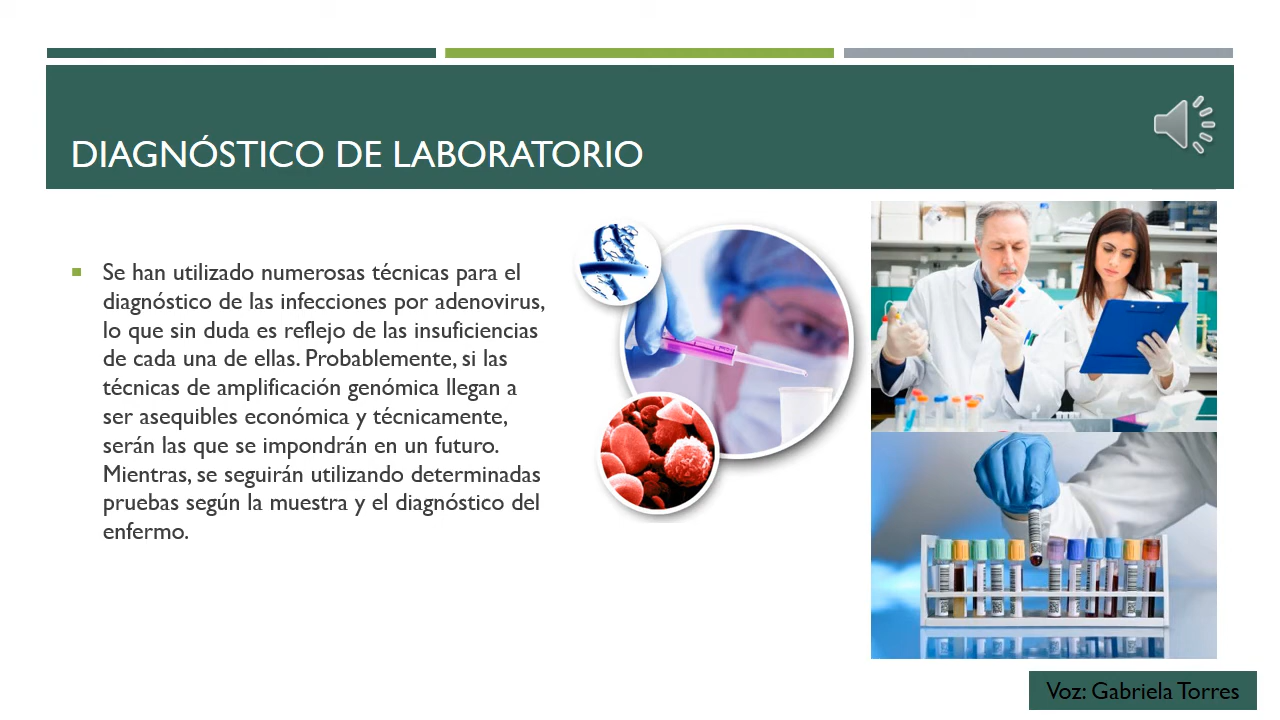 DIAGNÓSTICO DE LABORATORIO
Se han utilizado numerosas técnicas para el
diagnóstico de las infecciones por adenovirus,
lo que sin duda es reflejo de las insuficiencias
de cada una de ellas. Probablemente, si las
técnicas de amplificación genómica llegan a
ser asequibles económica y técnicamente,
serán las que se impondrán en un futuro.
Mientras, se seguirán utilizando determinadas
pruebas según la muestra y el diagnóstico del
enfermo.
Voz: Gabriela Torres